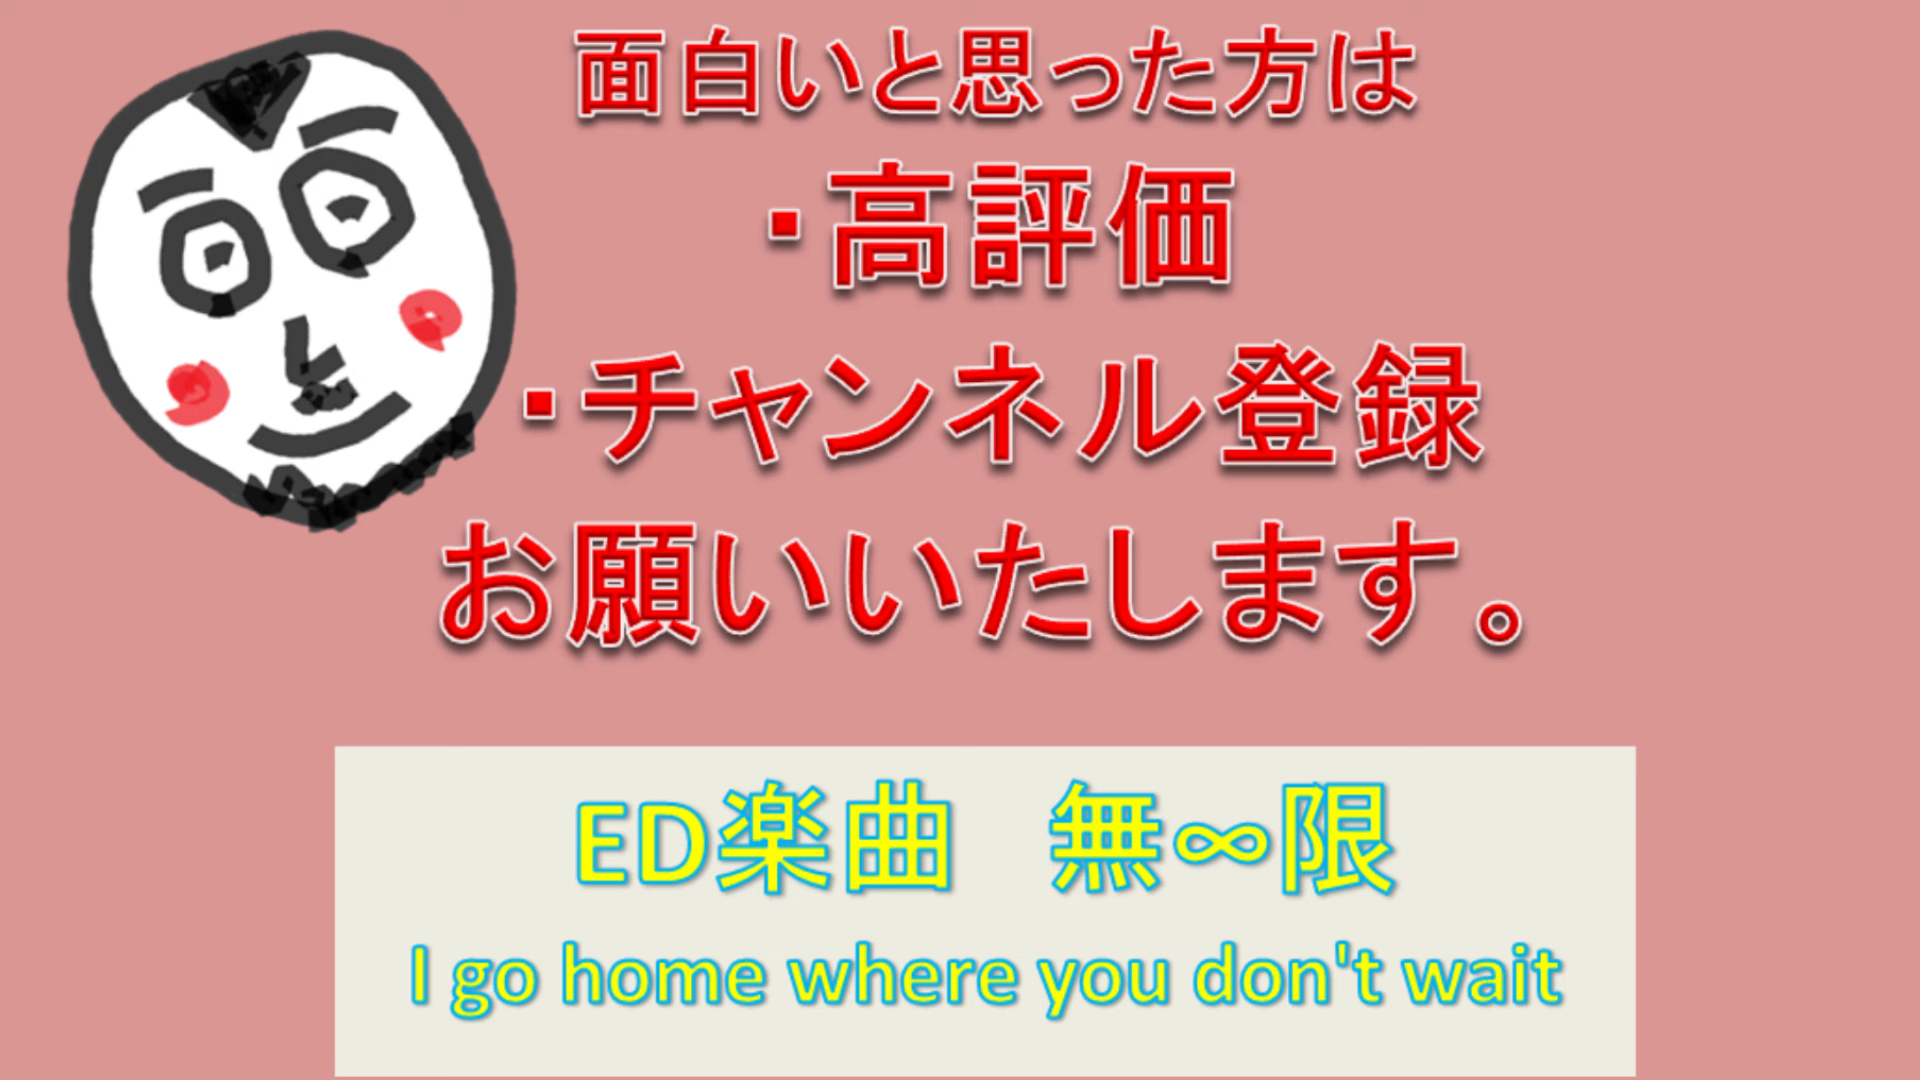 面白いと思った方は
・高評価
・チャンネル登録
お願いいたします。
ED楽曲　無∞限
I go home where you don't wait